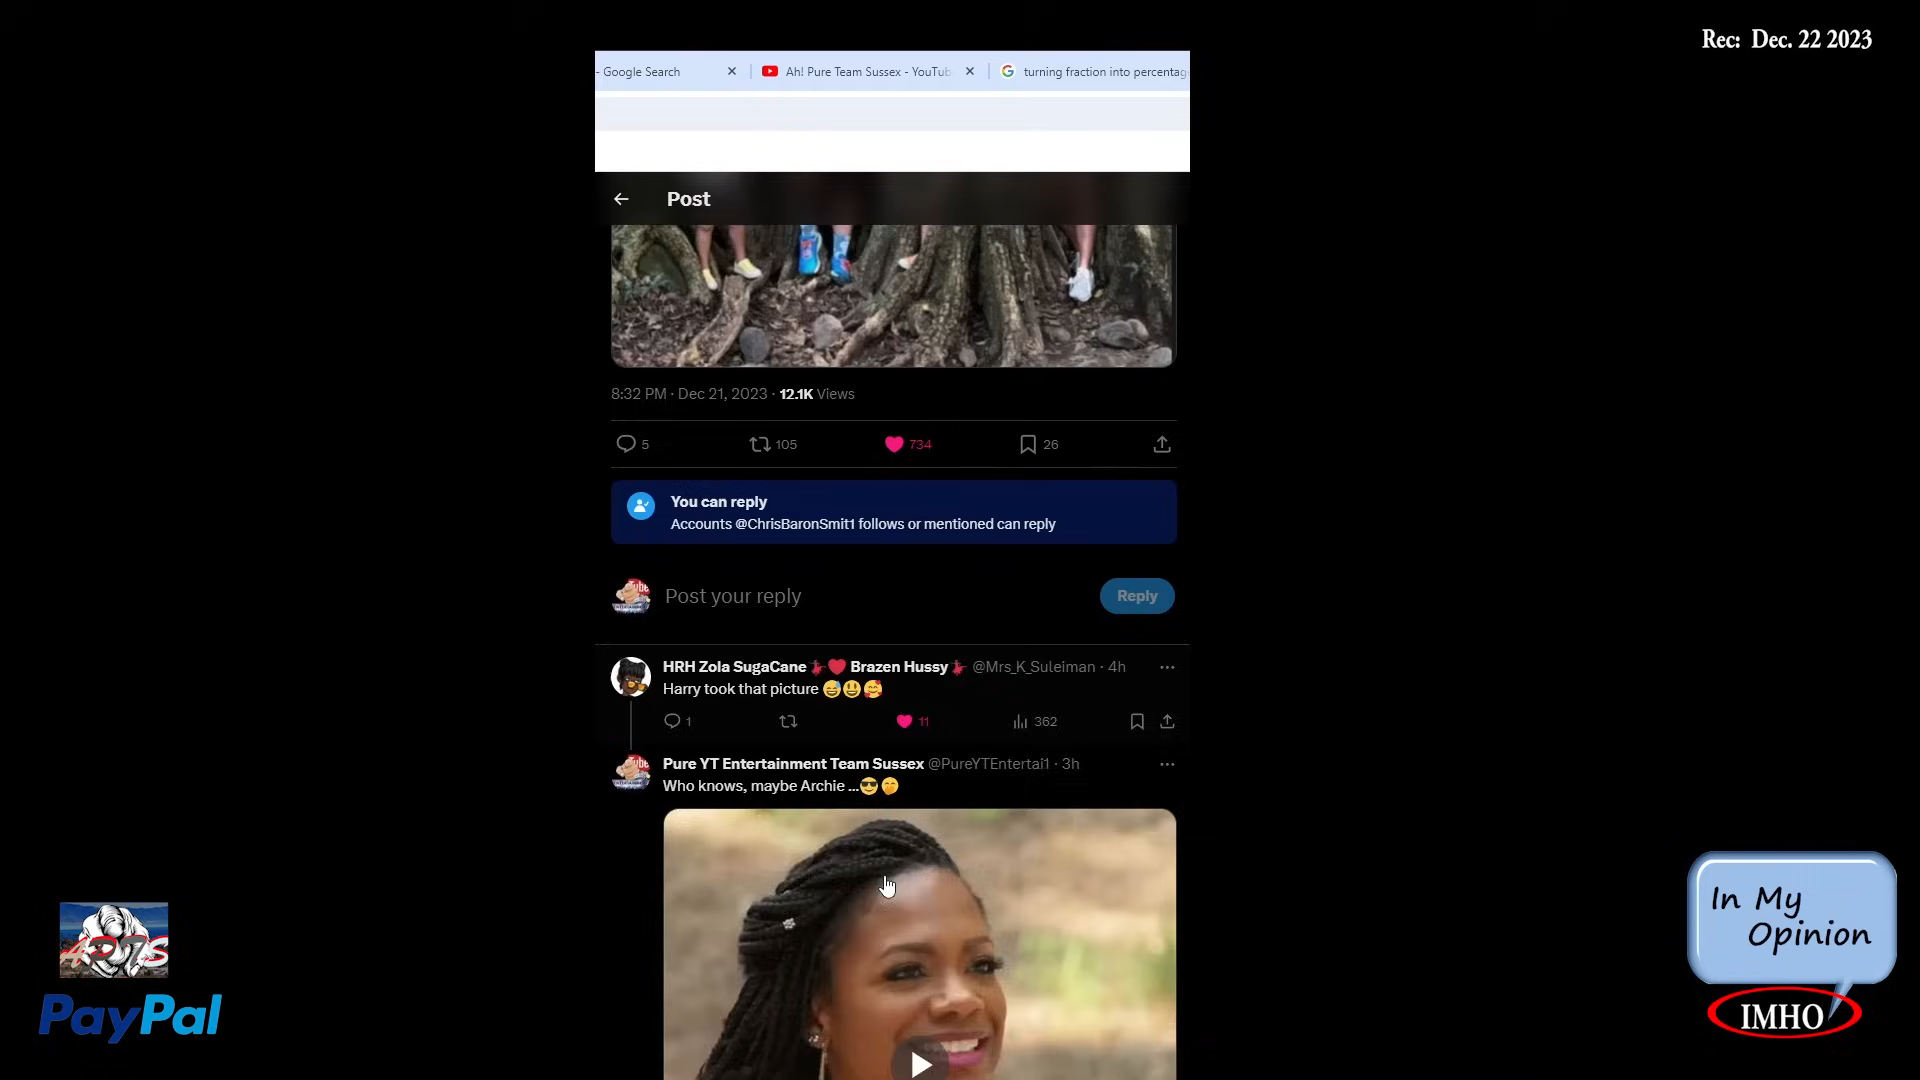 Rec: Dec. 22 2023
- Google Search
Ah! Pure Team Sussex - YouTub
turning fraction into percentag
Post
8:32 PM · Dec 21, 2023 · 12.1K Views
5 105 734 26
You can reply
Accounts @ChrisBaronSmit1 follows or mentioned can reply
Post your reply
Reply
HRH Zola SugaCane💃🏾❤️ Brazen Hussy💃🏾 @Mrs_K_Suleiman · 4h
Harry took that picture 😅😃🥰
1 11 362
Pure YT Entertainment Team Sussex @PureYTEntertai1 · 3h
Who knows, maybe Archie ...😎🤭
APTS
PayPal
In My
Opinion
IMHO